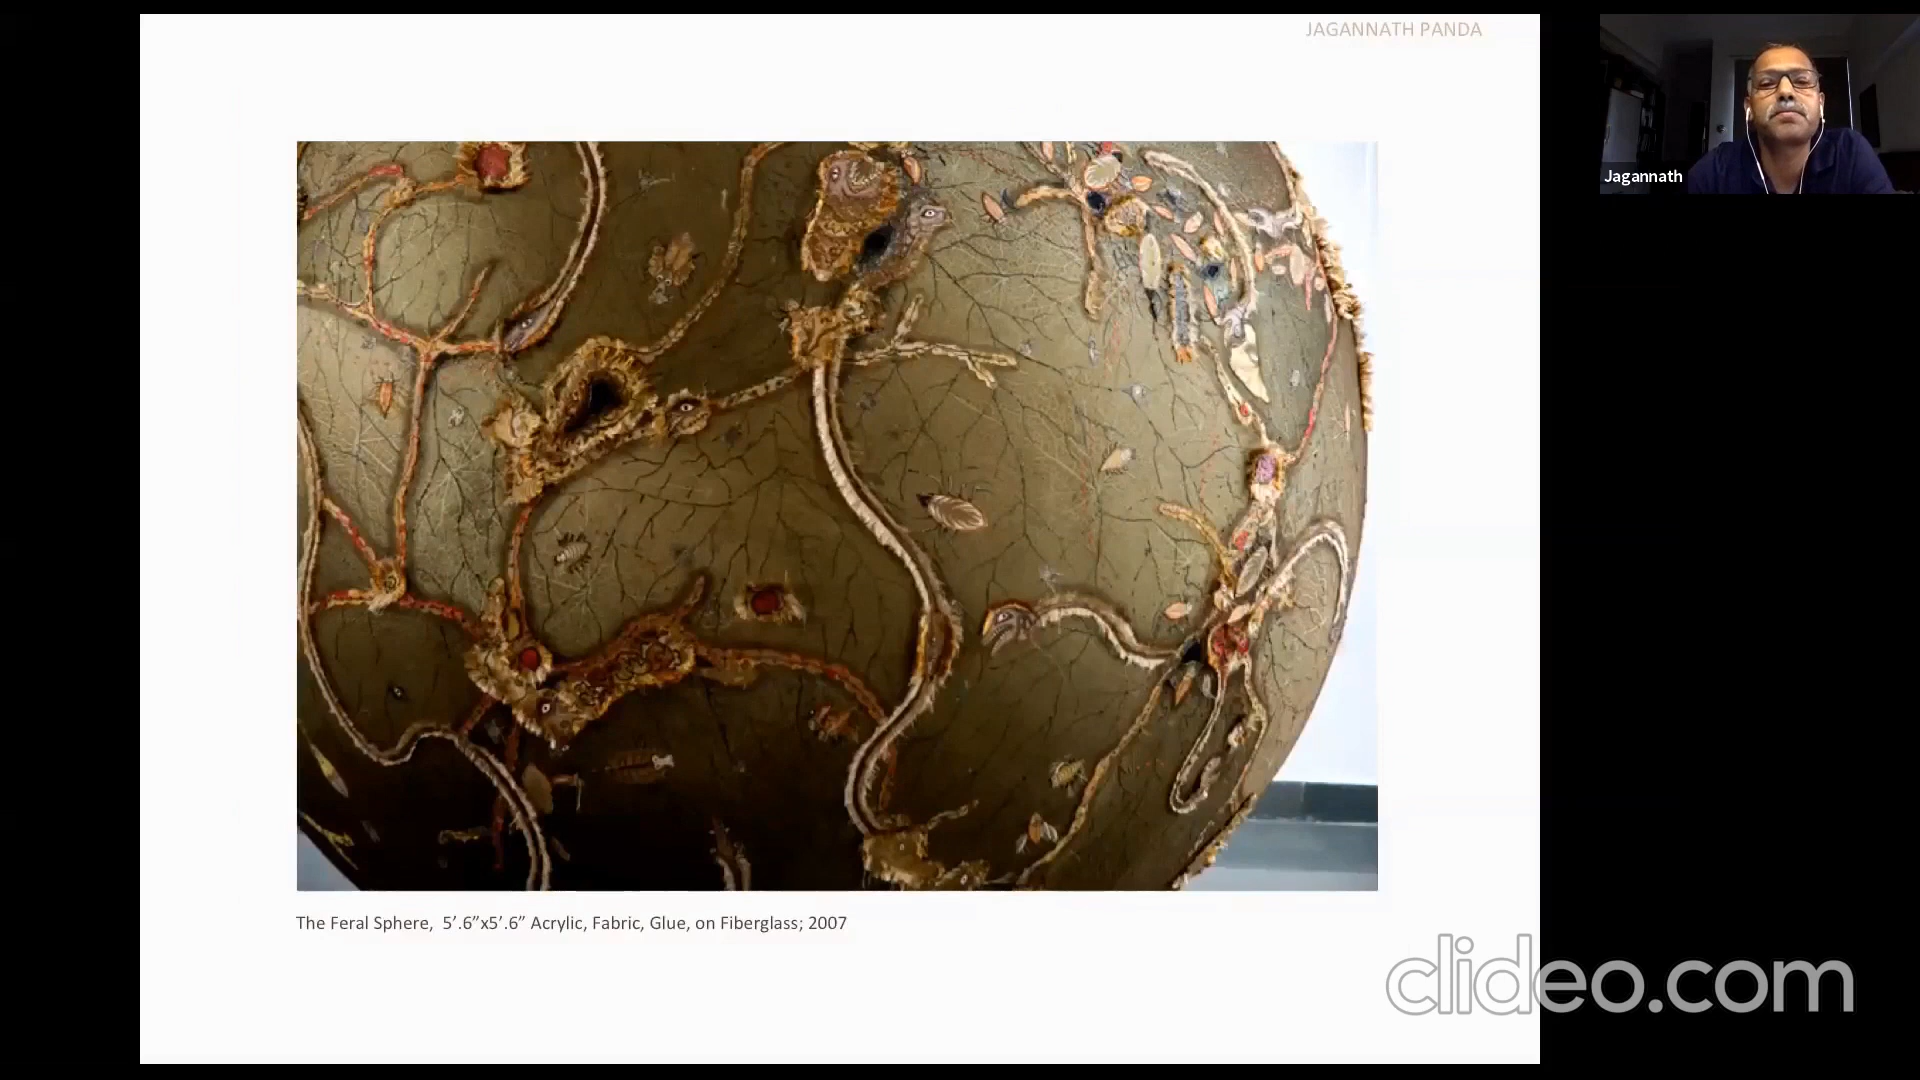 JAGANNATH PANDA
Jagannath
The Feral Sphere,  5’.6”x5’.6” Acrylic, Fabric, Glue, on Fiberglass; 2007
clideo.com